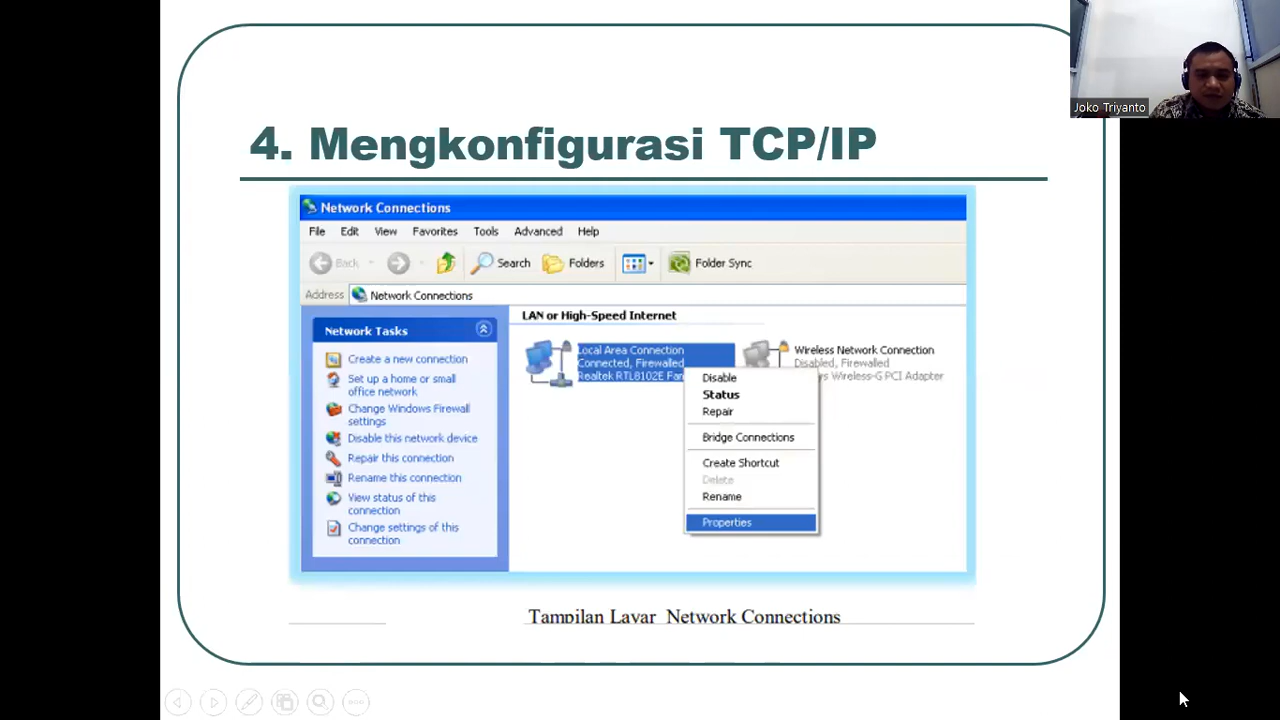 Joko Triyanto
4. Mengkonfigurasi TCP/IP
Network Connections
File Edit View Favorites Tools Advanced Help
Back Search Folders Folder Sync
Address Network Connections
Network Tasks
Create a new connection
Set up a home or small
office network
Change Windows Firewall
settings
Disable this network device
Repair this connection
Rename this connection
View status of this
connection
Change settings of this
connection
LAN or High-Speed Internet
Local Area Connection
Connected, Firewalled
Realtek RTL8102E
Wireless Network Connection
Disabled, Firewalled
Wireless-G PCI Adapter
Disable
Status
Repair
Bridge Connections
Create Shortcut
Delete
Rename
Properties
Tampilan Layar Network Connections